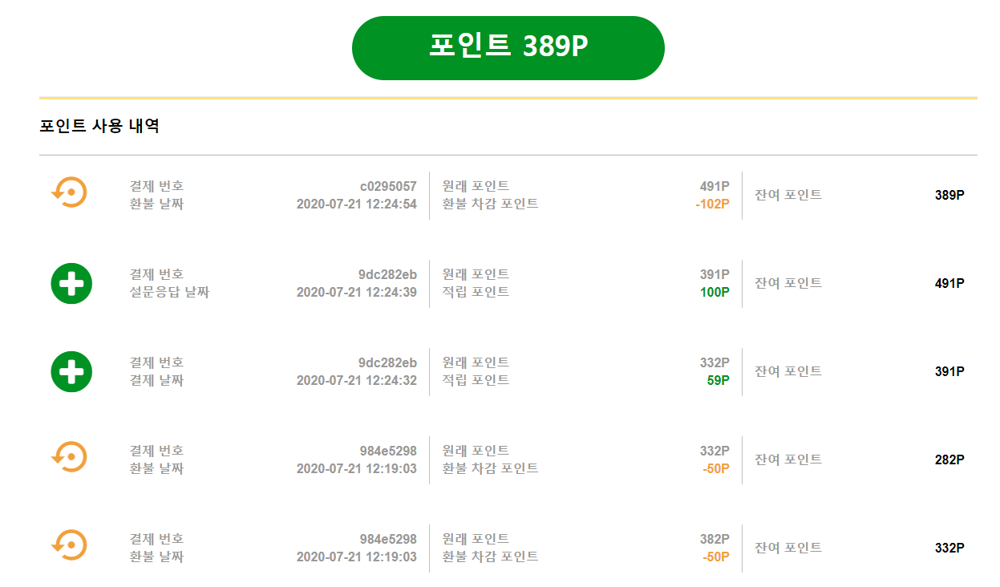 포인트 389P
포인트 사용 내역
결제 번호 c0295057 원래 포인트 491P
환불 날짜 2020-07-21 12:24:54 환불 차감 포인트 -102P
잔여 포인트 389P
결제 번호 9dc282eb 원래 포인트 391P
설문응답 날짜 2020-07-21 12:24:39 적립 포인트 100P
잔여 포인트 491P
결제 번호 9dc282eb 원래 포인트 332P
결제 날짜 2020-07-21 12:24:32 적립 포인트 59P
잔여 포인트 391P
결제 번호 984e5298 원래 포인트 332P
환불 날짜 2020-07-21 12:19:03 환불 차감 포인트 -50P
잔여 포인트 282P
결제 번호 984e5298 원래 포인트 382P
환불 날짜 2020-07-21 12:19:03 환불 차감 포인트 -50P
잔여 포인트 332P